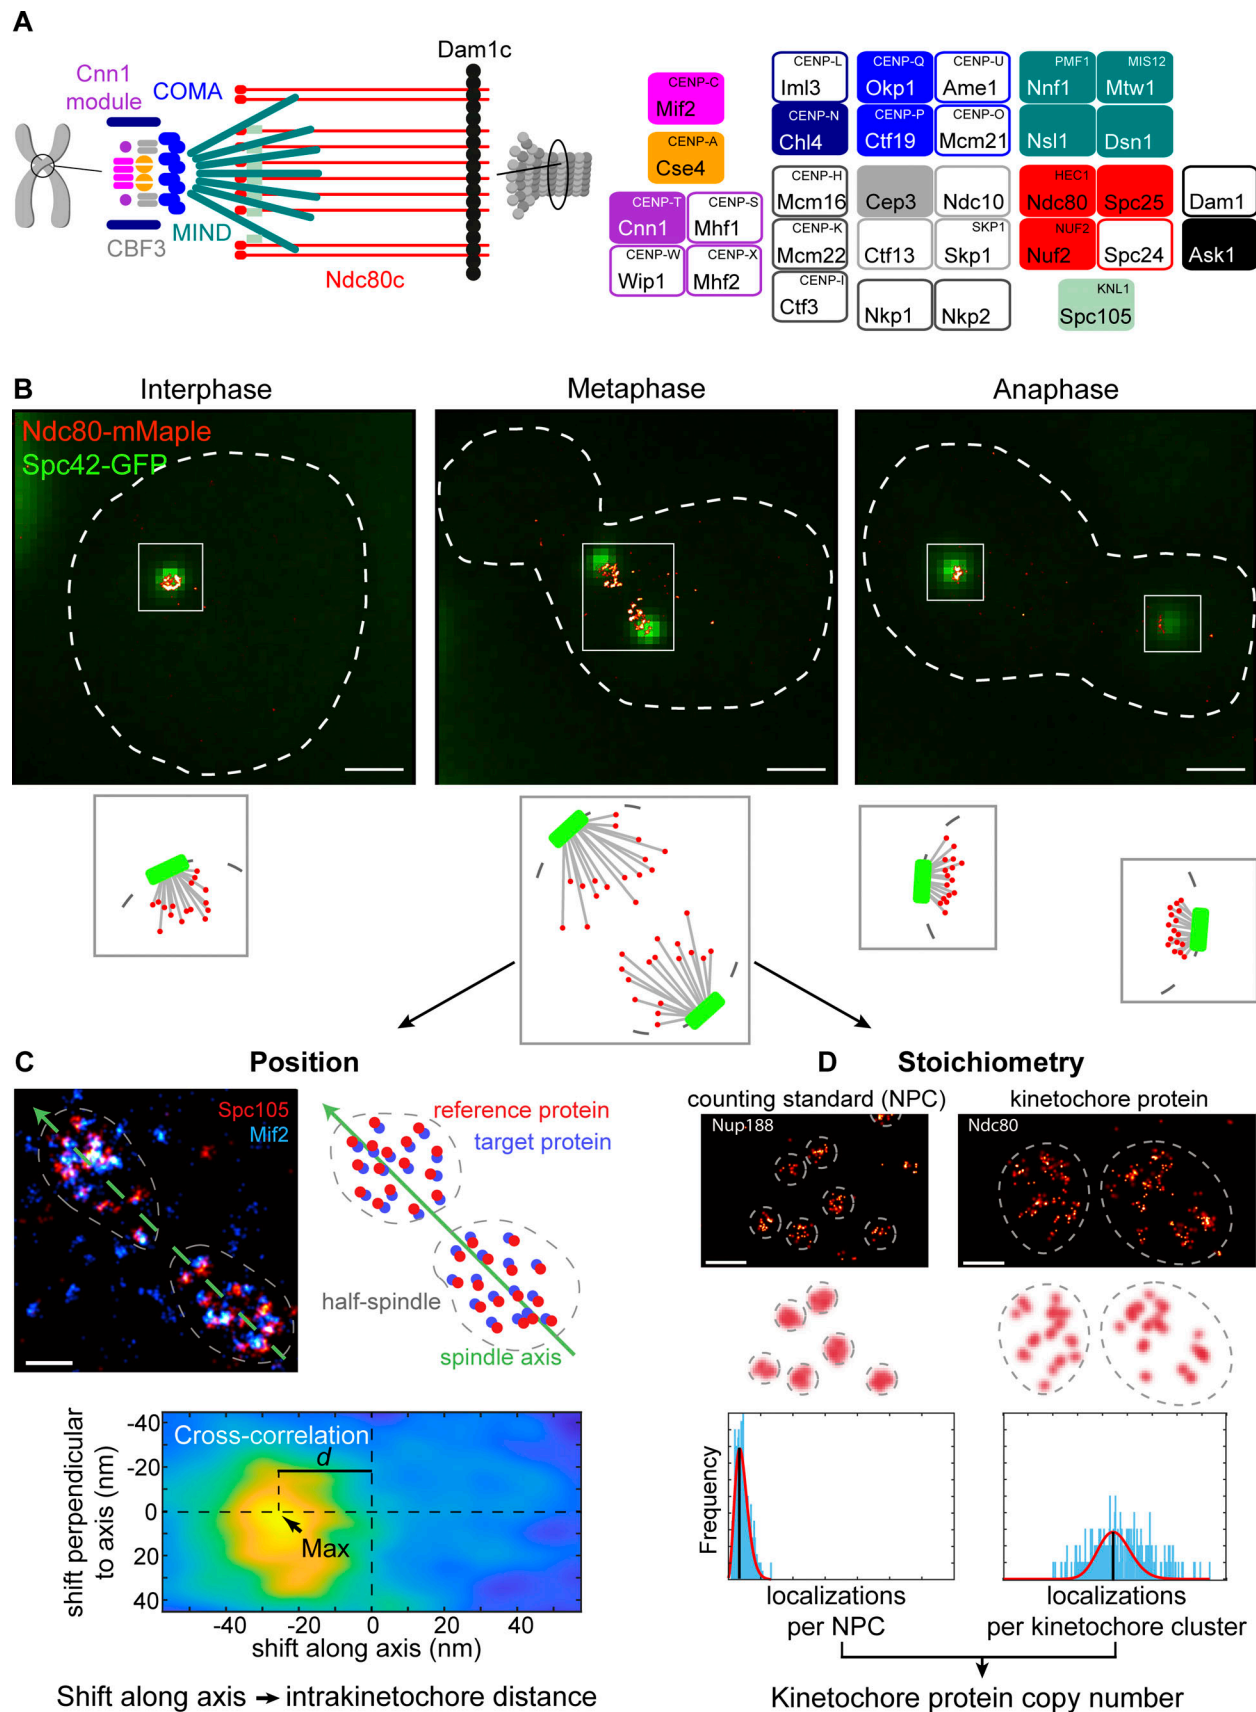 A
Dam1c
Cnn1
module
COMA
CBF3
MIND
Ndc80c
CENP-C
Mif2
CENP-A
Cse4
CENP-T
Cnn1
CENP-S
Mhf1
CENP-W
Wip1
CENP-X
Mhf2
CENP-L
Iml3
CENP-N
Chl4
CENP-H
Mcm16
CENP-K
Mcm22
CENP-I
Ctf3
CENP-Q
Okp1
CENP-U
Ame1
CENP-P
Ctf19
CENP-O
Mcm21
Cep3
Ndc10
Ctf13
SKP1
Skp1
Nkp1
Nkp2
PMF1
Nnf1
MIS12
Mtw1
Nsl1
Dsn1
HEC1
Ndc80
Spc25
NUF2
Nuf2
Spc24
KNL1
Spc105
Dam1
Ask1
B
Interphase
Metaphase
Anaphase
Ndc80-mMaple
Spc42-GFP
C
Position
Spc105
Mif2
reference protein
target protein
half-spindle
spindle axis
Cross-correlation
d
Max
shift perpendicular
to axis (nm)
-40
-20
0
20
40
-40
-20
0
20
40
shift along axis (nm)
Shift along axis → intrakinetochore distance
D
Stoichiometry
counting standard (NPC)
kinetochore protein
Nup188
Ndc80
Frequency
localizations
per NPC
localizations
per kinetochore cluster
Kinetochore protein copy number